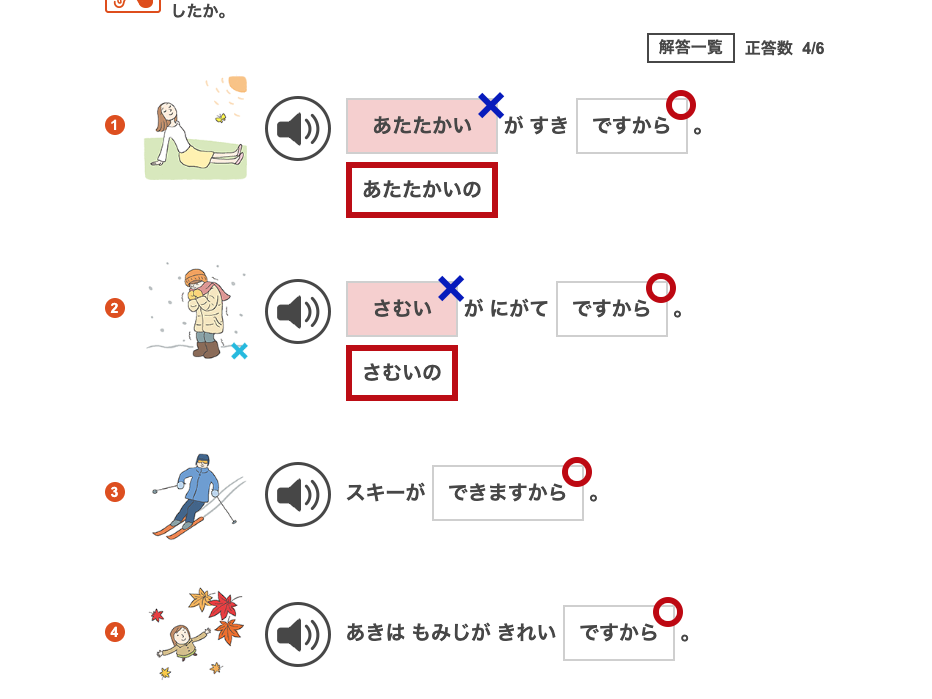 したか。
解答一覧 正答数 4/6
1 あたたかい が すき ですから 。
あたたかいの
2 さむい が にがて ですから 。
さむいの
3 スキーが できますから 。
4 あきは もみじが きれい ですから 。